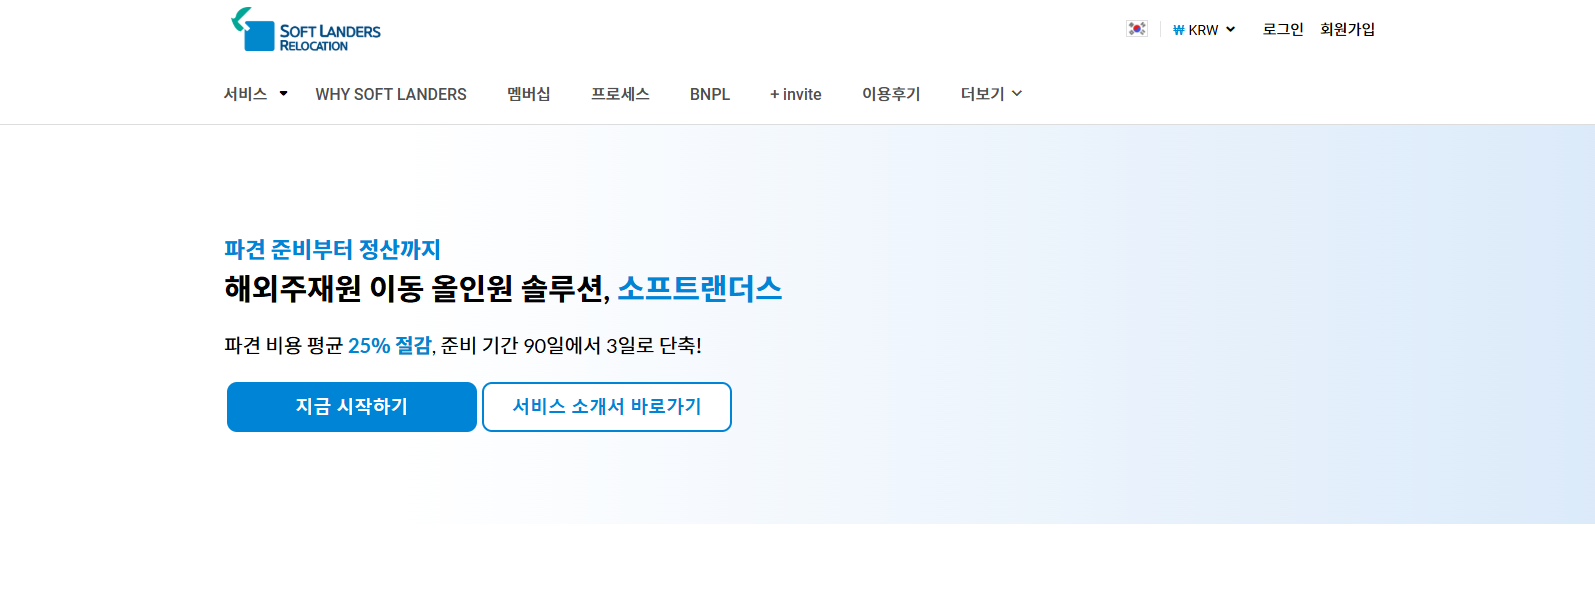 SOFT LANDERS
RELOCATION
₩ KRW
로그인
회원가입
서비스
WHY SOFT LANDERS
멤버십
프로세스
BNPL
+ invite
이용후기
더보기
파견 준비부터 정산까지
해외주재원 이동 올인원 솔루션, 소프트랜더스
파견 비용 평균 25% 절감, 준비 기간 90일에서 3일로 단축!
지금 시작하기
서비스 소개서 바로가기